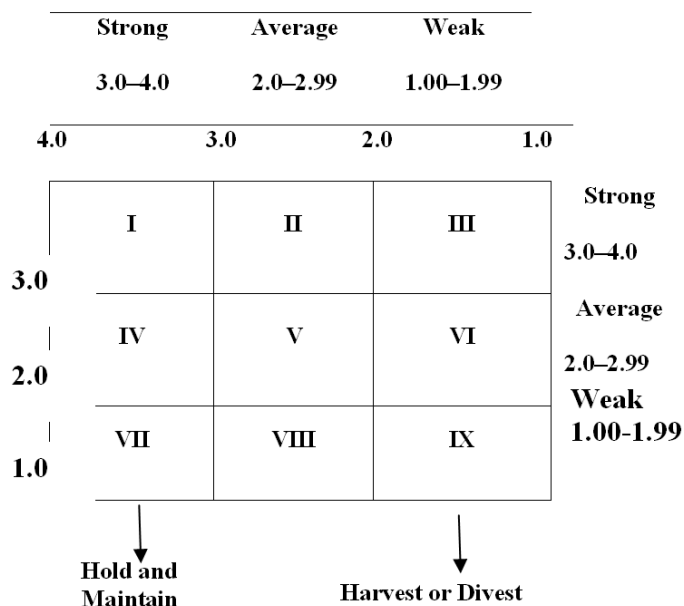 Strong Average Weak
3.0–4.0 2.0–2.99 1.00–1.99
4.0 3.0 2.0 1.0
I II III
Strong
3.0–4.0
3.0
IV V VI
Average
2.0–2.99
2.0
Weak
1.00-1.99
VII VIII IX
1.0
Hold and
Maintain
Harvest or Divest